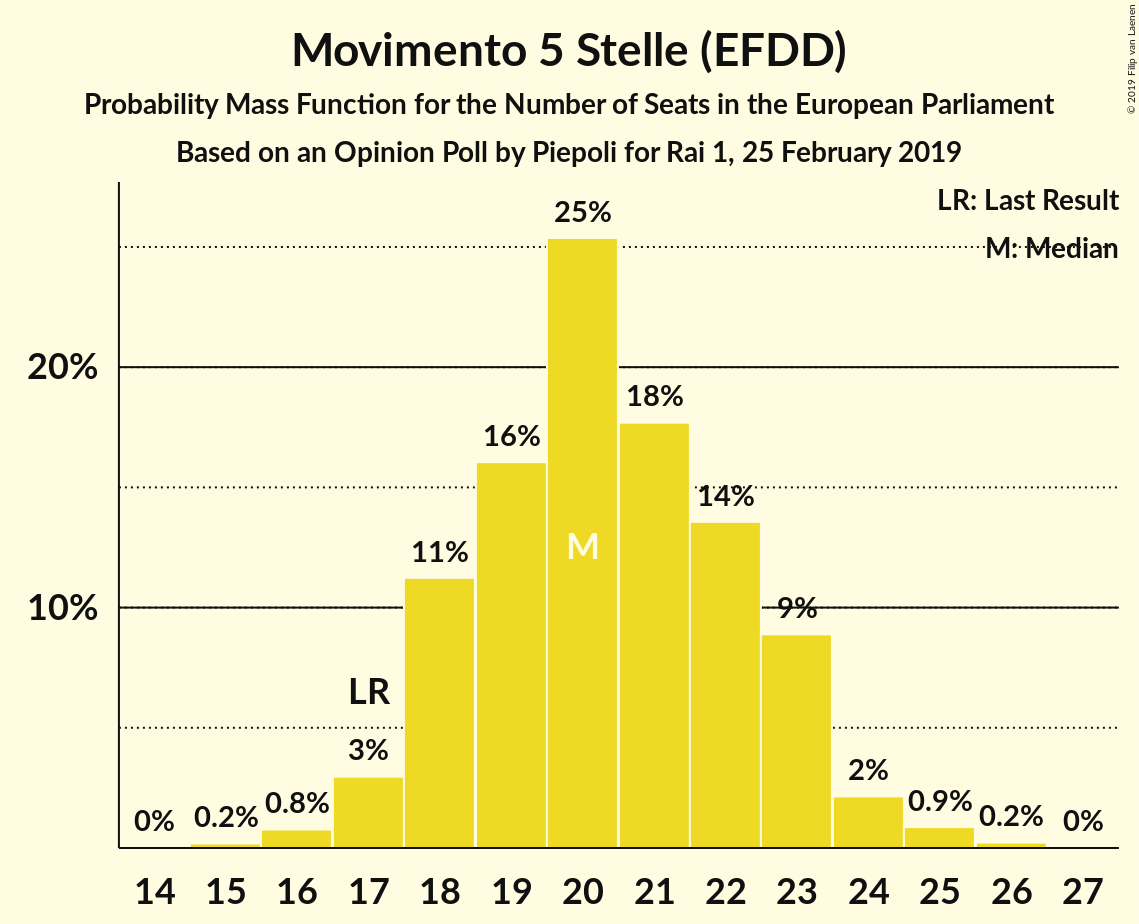 Movimento 5 Stelle (EFDD)
Probability Mass Function for the Number of Seats in the European Parliament
Based on an Opinion Poll by Piepoli for Rai 1, 25 February 2019
© 2019 Filip van Laenen
LR: Last Result
M: Median
25%
20%
18%
16%
14%
M
11%
10%
9%
LR
3%
2%
0%
0.2%
0.8%
0.9%
0.2%
0%
14 15 16 17 18 19 20 21 22 23 24 25 26 27